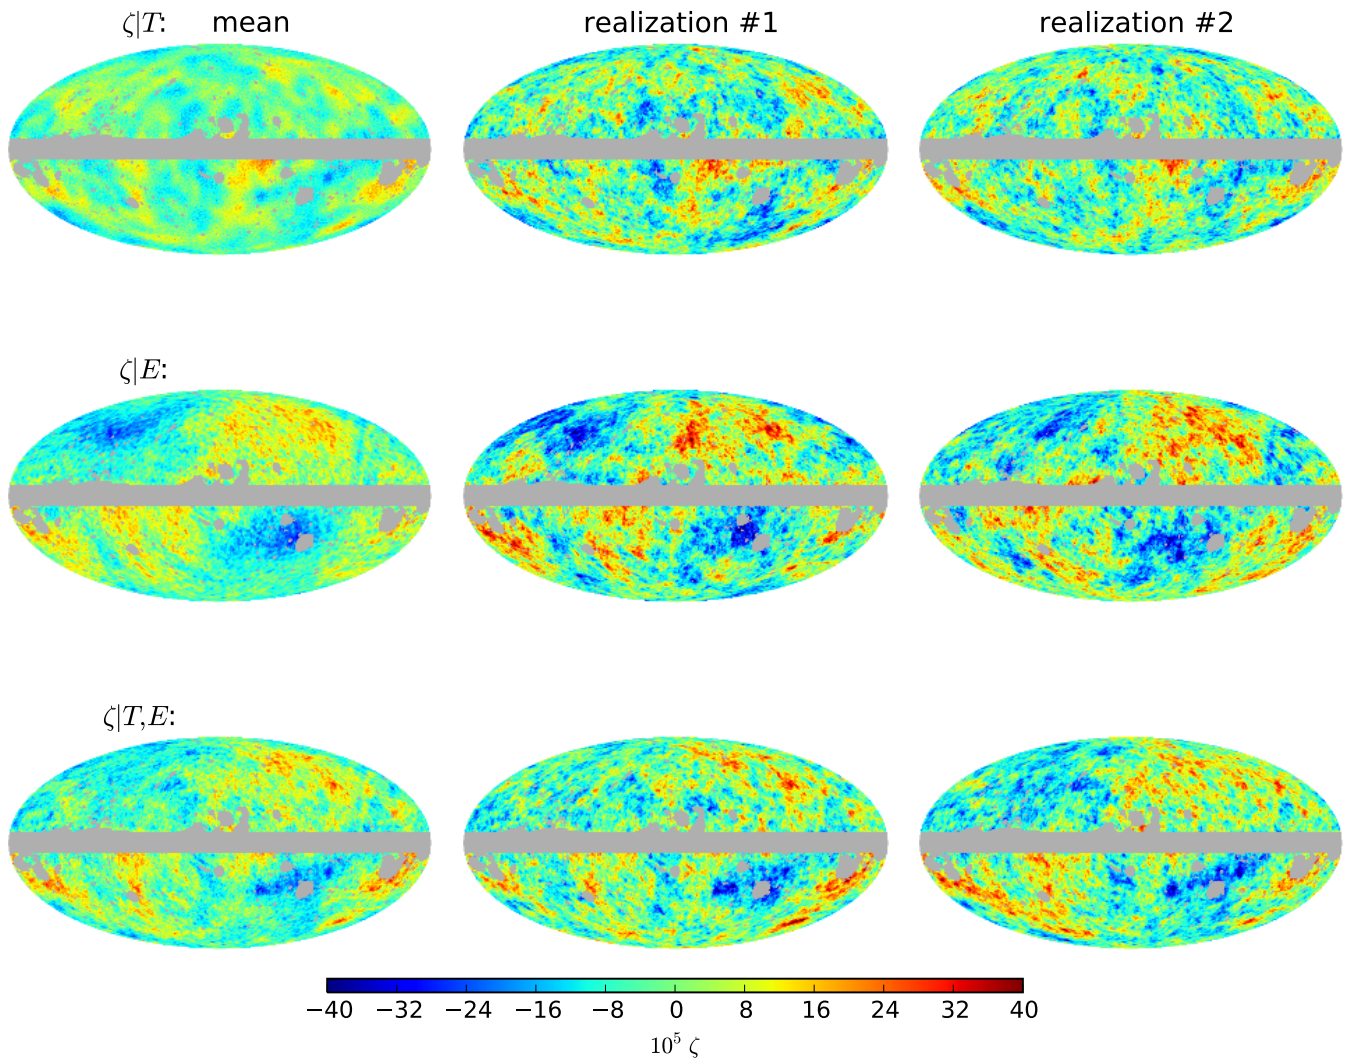 ζ|T: mean realization #1 realization #2
ζ|E:
ζ|T,E:
−40 −32 −24 −16 −8 0 8 16 24 32 40
10⁵ ζ